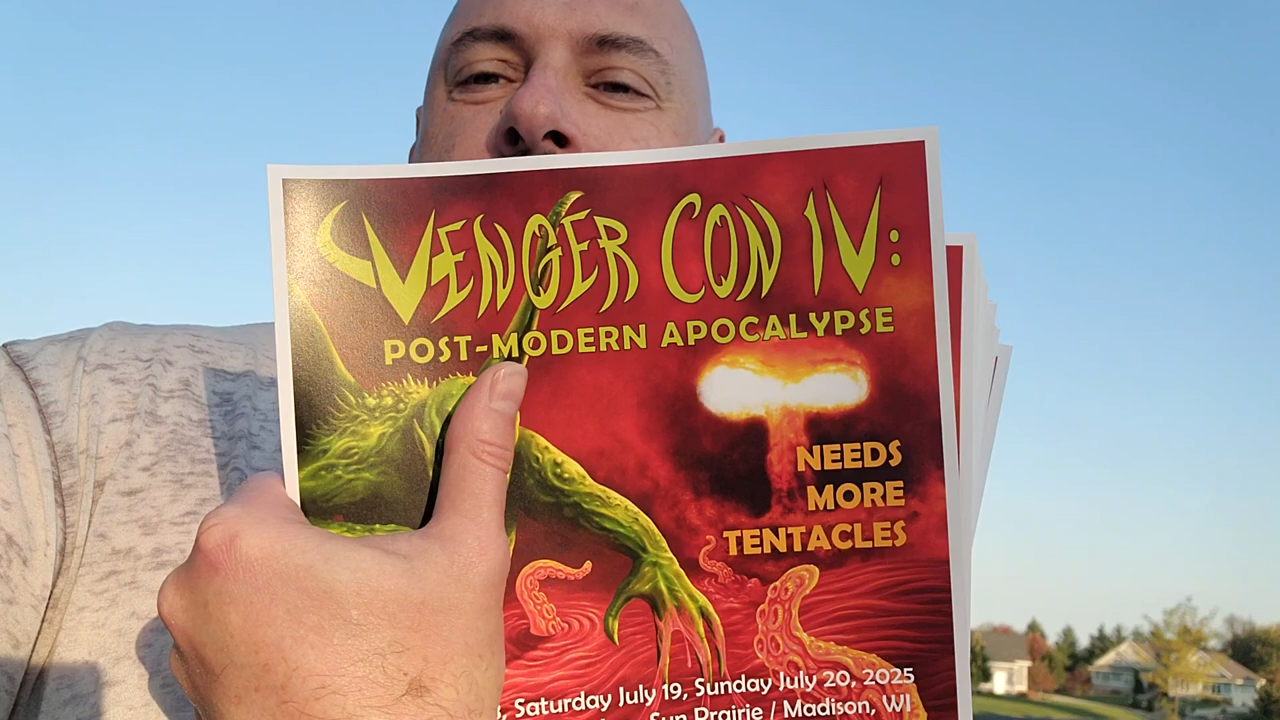 VENGER CON IV:
POST-MODERN APOCALYPSE
NEEDS
MORE
TENTACLES
, Saturday July 19, Sunday July 20, 2025
Sun Prairie / Madison, WI